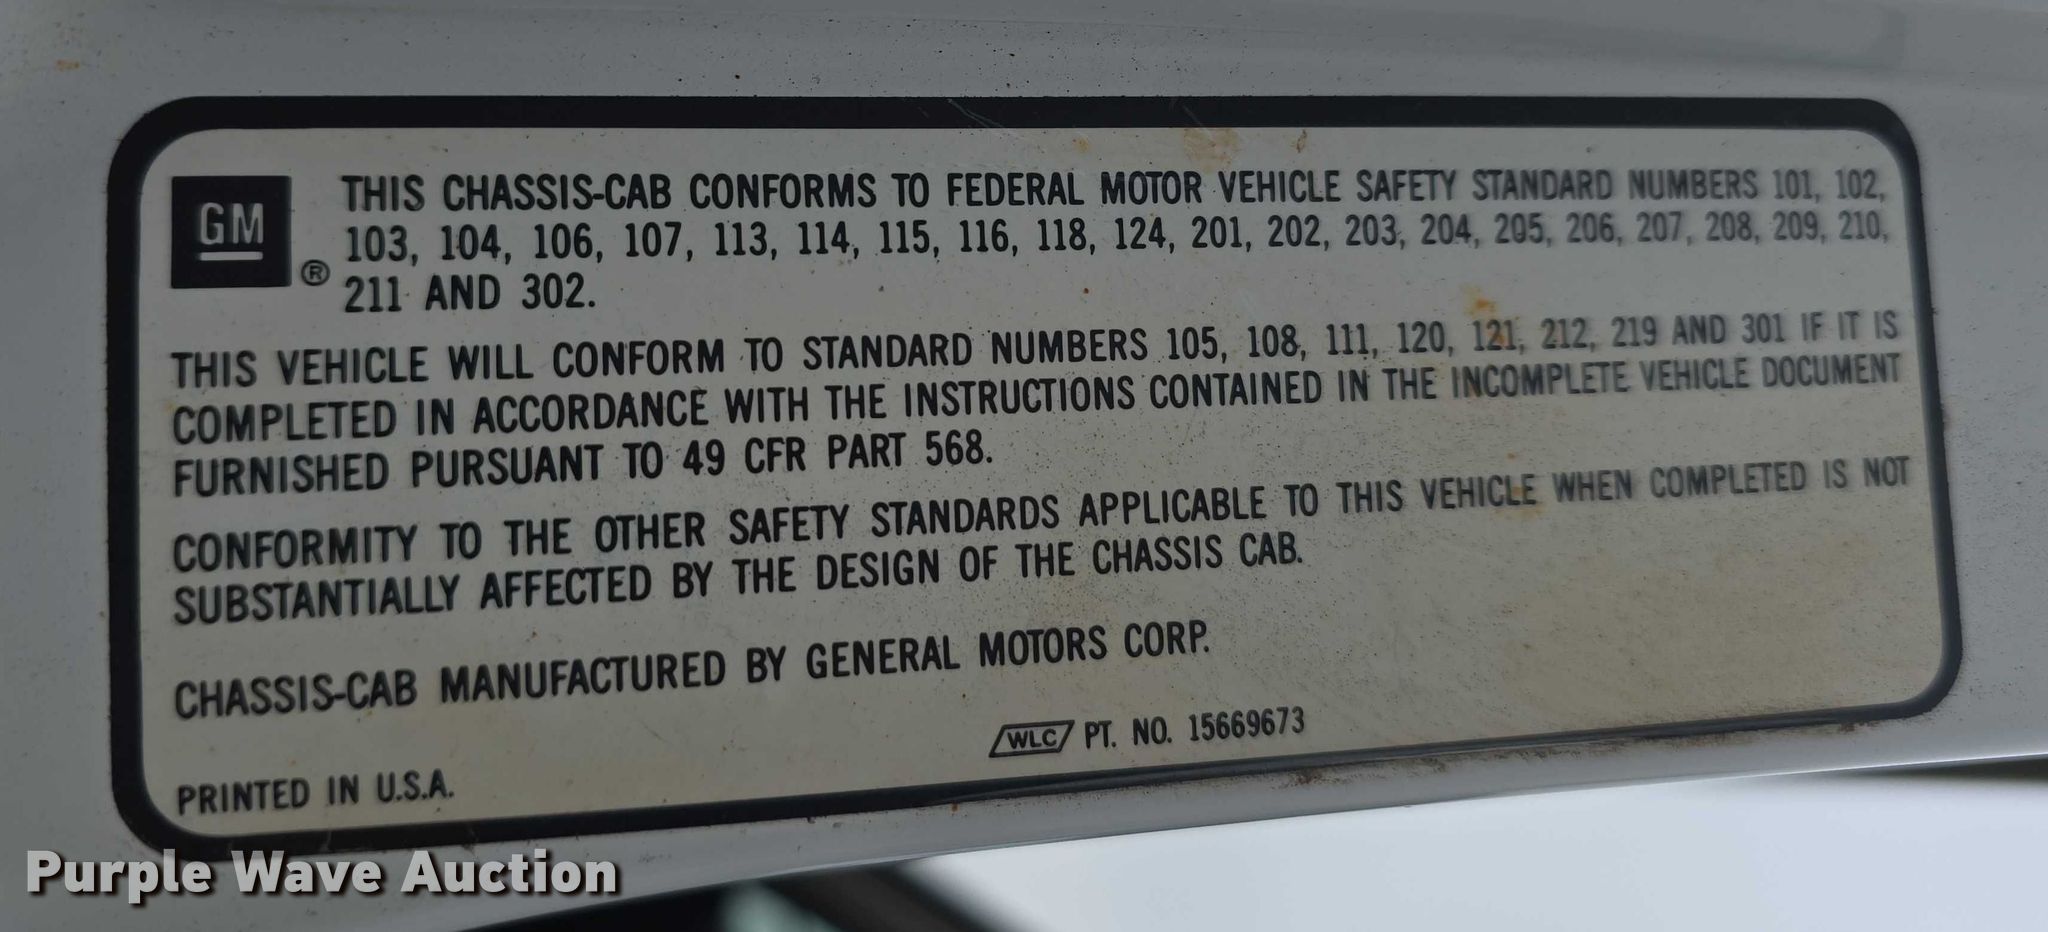 GM
®
THIS CHASSIS-CAB CONFORMS TO FEDERAL MOTOR VEHICLE SAFETY STANDARD NUMBERS 101, 102,
103, 104, 106, 107, 113, 114, 115, 116, 118, 124, 201, 202, 203, 204, 205, 206, 207, 208, 209, 210,
211 AND 302.
THIS VEHICLE WILL CONFORM TO STANDARD NUMBERS 105, 108, 111, 120, 121, 212, 219 AND 301 IF IT IS
COMPLETED IN ACCORDANCE WITH THE INSTRUCTIONS CONTAINED IN THE INCOMPLETE VEHICLE DOCUMENT
FURNISHED PURSUANT TO 49 CFR PART 568.
CONFORMITY TO THE OTHER SAFETY STANDARDS APPLICABLE TO THIS VEHICLE WHEN COMPLETED IS NOT
SUBSTANTIALLY AFFECTED BY THE DESIGN OF THE CHASSIS CAB.
CHASSIS-CAB MANUFACTURED BY GENERAL MOTORS CORP.
WLC PT. NO. 15669673
PRINTED IN U.S.A.
Purple Wave Auction